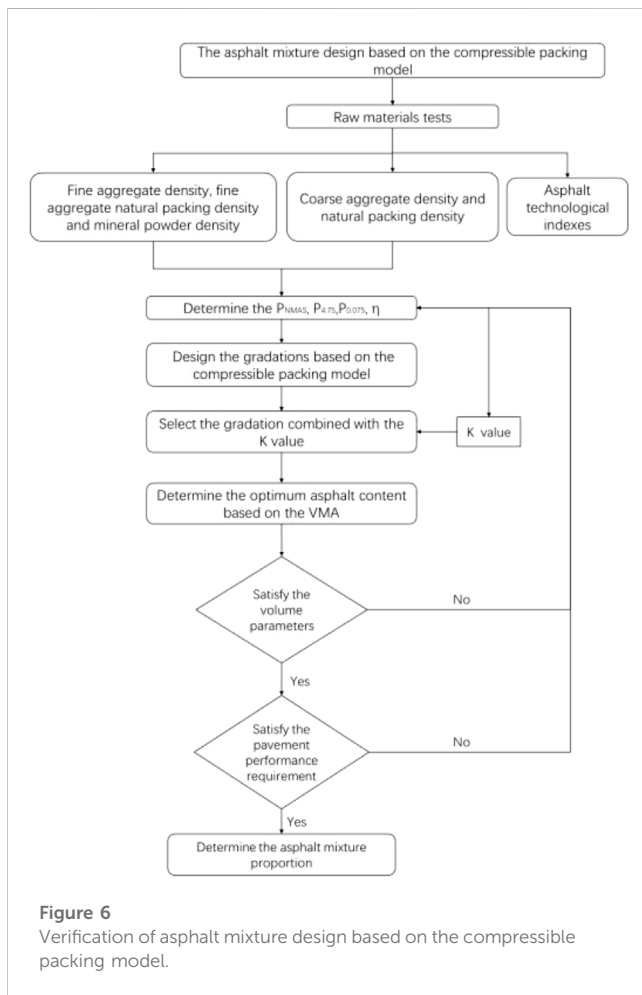 The asphalt mixture design based on the compressible packing
model
Raw materials tests
Fine aggregate density, fine
aggregate natural packing density
and mineral powder density
Coarse aggregate density and
natural packing density
Asphalt
technological
indexes
Determine the PNMAS, P4.75,P0.075, η
Design the gradations based on the
compressible packing model
Select the gradation combined with the
K value
K value
Determine the optimum asphalt content
based on the VMA
Satisfy the
volume
parameters
No
Yes
Satisfy the
pavement
performance
requirement
No
Yes
Determine the asphalt mixture
proportion
Figure 6
Verification of asphalt mixture design based on the compressible
packing model.